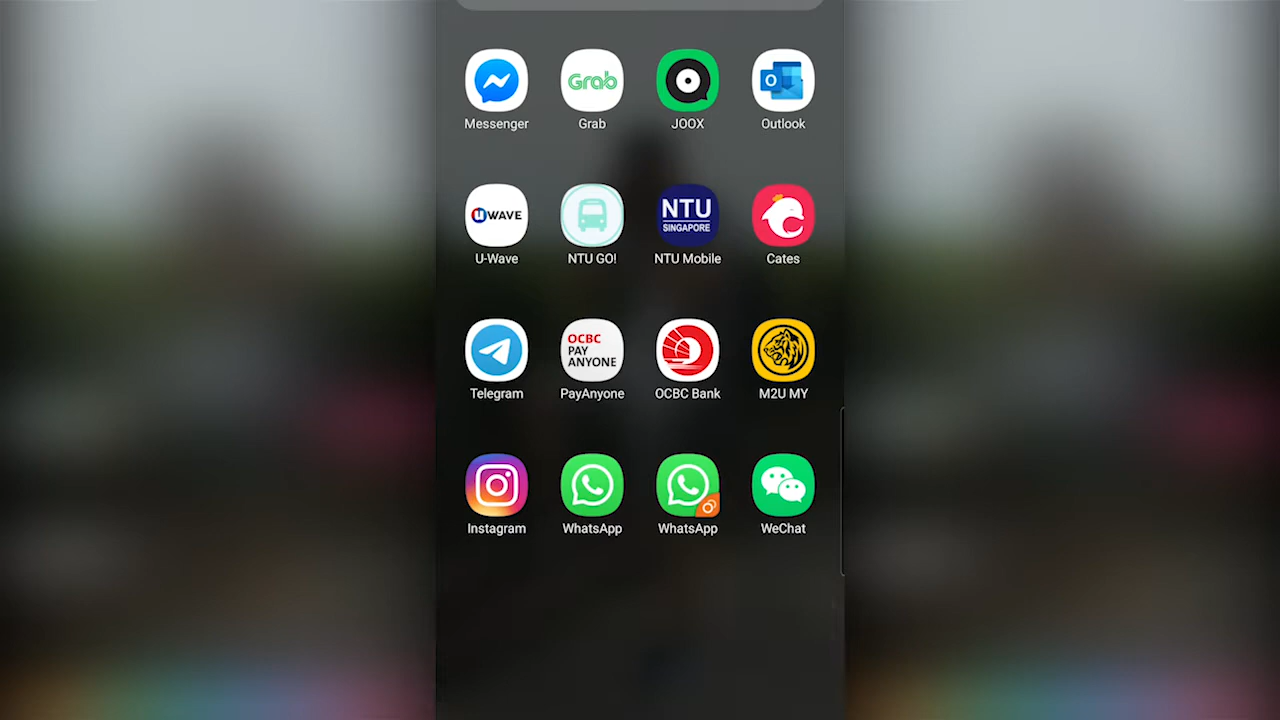 Grab
Messenger
Grab
JOOX
Outlook
U WAVE
NTU
SINGAPORE
U-Wave
NTU GO!
NTU Mobile
Cates
OCBC
PAY
ANYONE
Telegram
PayAnyone
OCBC Bank
M2U MY
Instagram
WhatsApp
WhatsApp
WeChat